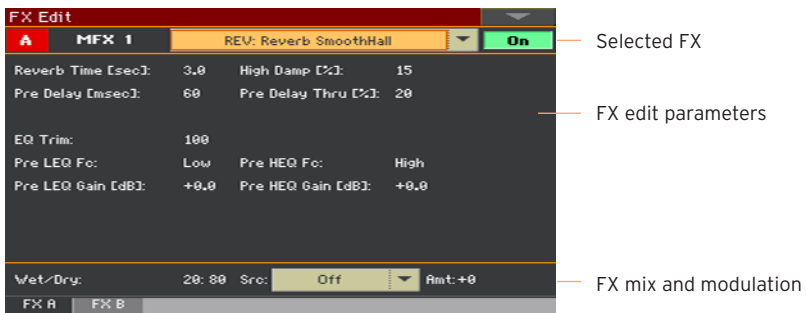 FX Edit
A MFX 1 REV: Reverb SmoothHall On
Selected FX
Reverb Time [sec]: 3.0 High Damp [%]: 15
Pre Delay [msec]: 60 Pre Delay Thru [%]: 20
FX edit parameters
EQ Trim: 100
Pre LEQ Fc: Low Pre HEQ Fc: High
Pre LEQ Gain [dB]: +0.0 Pre HEQ Gain [dB]: +0.0
Wet/Dry: 20:80 Src: Off Amt:+0
FX mix and modulation
FX A FX B